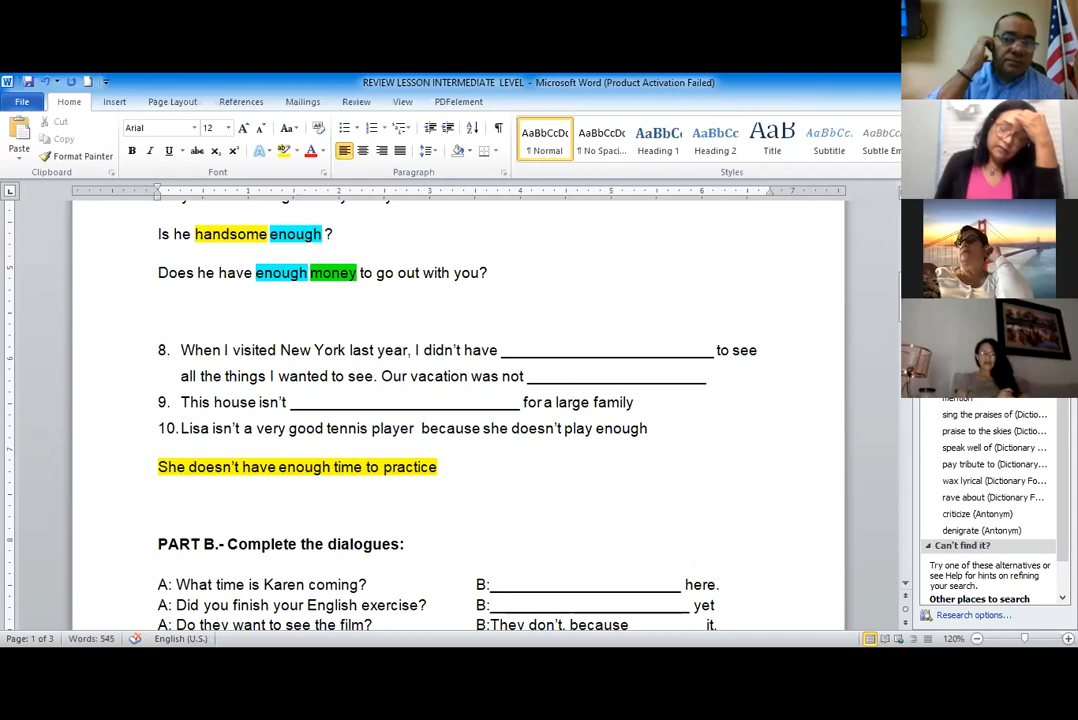 REVIEW LESSON INTERMEDIATE LEVEL - Microsoft Word (Product Activation Failed)
File Home Insert Page Layout References Mailings Review View PDFelement
Cut
Copy
Format Painter
Paste
Arial 12
Clipboard Font Paragraph Styles
AaBbCcDc AaBbCcDc AaBbC AaBbCc AaB AaBbCc. AaBbCcDc
¶ Normal ¶ No Spaci... Heading 1 Heading 2 Title Subtitle Subtle Em
Is he handsome enough ?
Does he have enough money to go out with you?
8. When I visited New York last year, I didn't have ____________________ to see
all the things I wanted to see. Our vacation was not ____________________
9. This house isn't ____________________ for a large family
10. Lisa isn't a very good tennis player because she doesn't play enough
She doesn't have enough time to practice
PART B.- Complete the dialogues:
A: What time is Karen coming? B:____________________ here.
A: Did you finish your English exercise? B: ____________________ yet
A: Do they want to see the film? B:They don't, because ________ it.
mention
sing the praises of (Dictio...
praise to the skies (Dictio...
speak well of (Dictionary ...
pay tribute to (Dictionary...
wax lyrical (Dictionary Fo...
rave about (Dictionary F...
criticize (Antonym)
denigrate (Antonym)
Can't find it?
Try one of these alternatives or
see Help for hints on refining
your search.
Other places to search
Research options...
Page: 1 of 3 Words: 545 English (U.S.) 120%